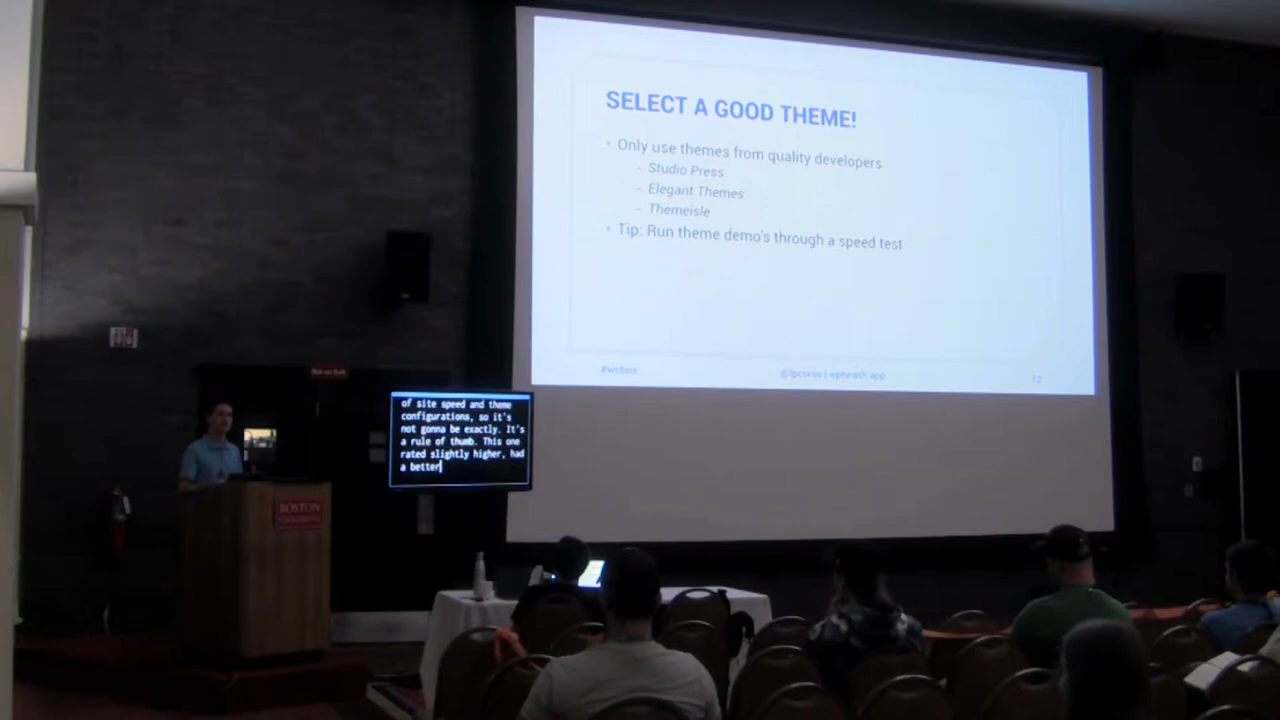 SELECT A GOOD THEME!
• Only use themes from quality developers
- Studio Press
- Elegant Themes
- Themeisle
• Tip: Run theme demo's through a speed test
#wcbos
| wphealth.app
12
of site speed and theme
configurations, so it's
not gonna be exactly. It's
a rule of thumb. This one
rated slightly higher, had
a better
BOSTON
UNIVERSITY